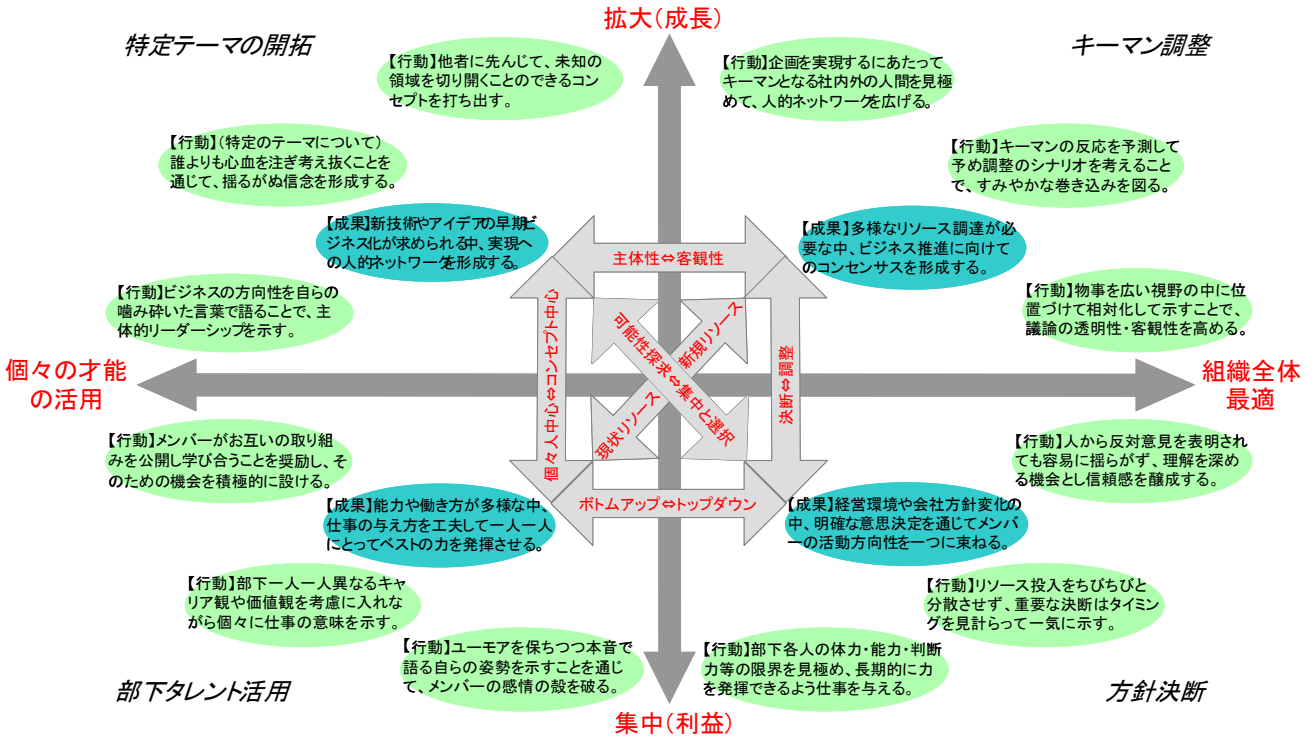 拡大(成長)
特定テーマの開拓
キーマン調整
【行動】他者に先んじて、未知の
領域を切り開くことのできるコン
セプトを打ち出す。
【行動】企画を実現するにあたって
キーマンとなる社内外の人間を見極
めて、人的ネットワークを広げる。
【行動】(特定のテーマについて)
誰よりも心血を注ぎ考え抜くことを
通じて、揺るがぬ信念を形成する。
【行動】キーマンの反応を予測して
予め調整のシナリオを考えること
で、すみやかな巻き込みを図る。
【成果】新技術やアイデアの早期ビ
ジネス化が求められる中、実現へ
の人的ネットワークを形成する。
【成果】多様なリソース調達が必
要な中、ビジネス推進に向けて
のコンセンサスを形成する。
主体性⇔客観性
【行動】ビジネスの方向性を自らの
噛み砕いた言葉で語ることで、主
体的リーダーシップを示す。
【行動】物事を広い視野の中に位
置づけて相対化して示すことで、
議論の透明性・客観性を高める。
個々人中心⇔コンセプト中心
可能性探求⇔集中と選択
新規リソース
現状リソース
決断⇔調整
個々の才能
の活用
組織全体
最適
【行動】メンバーがお互いの取り組
みを公開し学び合うことを奨励し、そ
のための機会を積極的に設ける。
【行動】人から反対意見を表明され
ても容易に揺らがず、理解を深め
る機会とし信頼感を醸成する。
ボトムアップ⇔トップダウン
【成果】能力や働き方が多様な中、
仕事の与え方を工夫して一人一人
にとってベストの力を発揮させる。
【成果】経営環境や会社方針変化の
中、明確な意思決定を通じてメンバ
ーの活動方向性を一つに束ねる。
【行動】部下一人一人異なるキャ
リア観や価値観を考慮に入れな
がら個々に仕事の意味を示す。
【行動】リソース投入をちびちびと
分散させず、重要な決断はタイミン
グを見計らって一気に示す。
【行動】ユーモアを保ちつつ本音で
語る自らの姿勢を示すことを通じ
て、メンバーの感情の殻を破る。
【行動】部下各人の体力・能力・判断
力等の限界を見極め、長期的に力
を発揮できるよう仕事を与える。
部下タレント活用
方針決断
集中(利益)